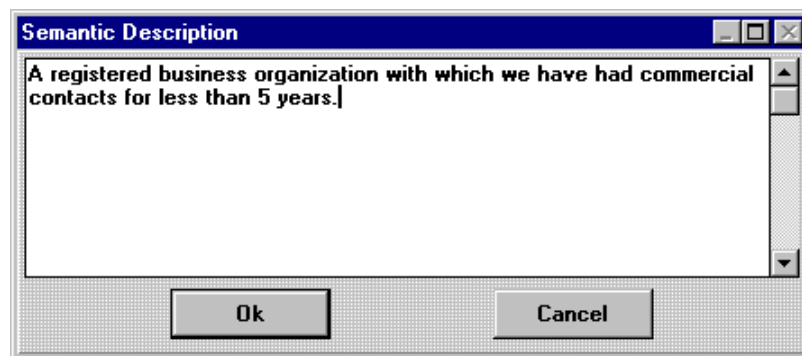 Semantic Description
A registered business organization with which we have had commercial
contacts for less than 5 years.
Ok
Cancel